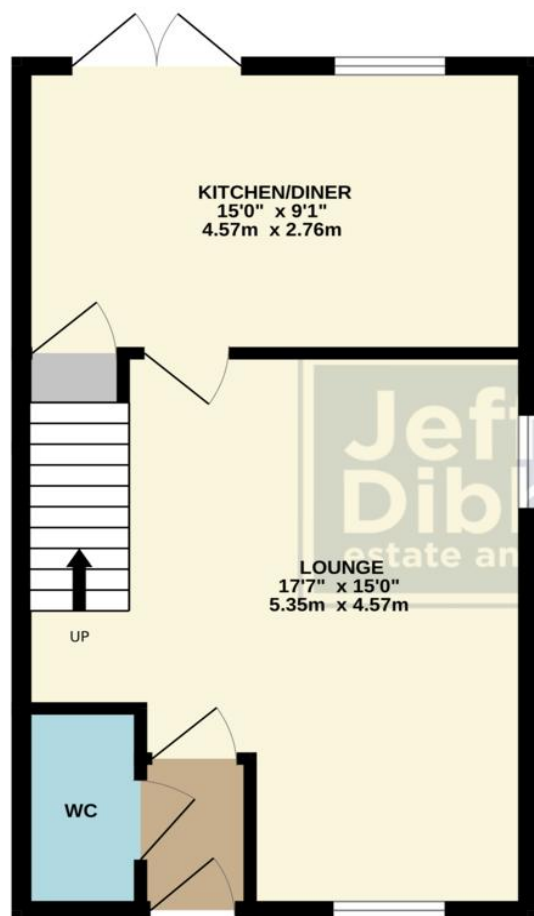 KITCHEN/DINER
15'0" x 9'1"
4.57m x 2.76m
LOUNGE
17'7" x 15'0"
5.35m x 4.57m
UP
WC
estate